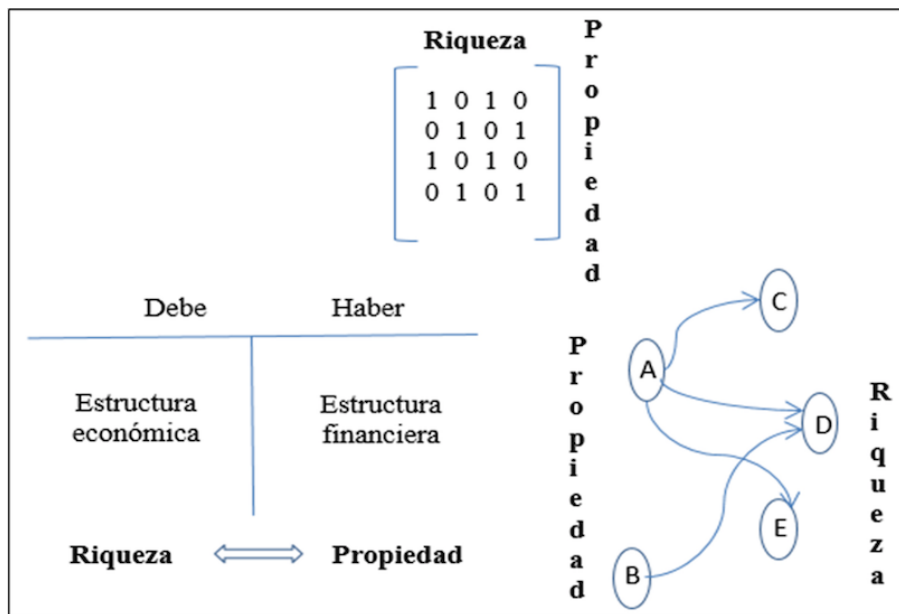 Riqueza
Propiedad
1 0 1 0
0 1 0 1
1 0 1 0
0 1 0 1
Debe
Haber
Estructura
económica
Estructura
financiera
Riqueza
Propiedad
Propiedad
A
B
C
D
E
Riqueza